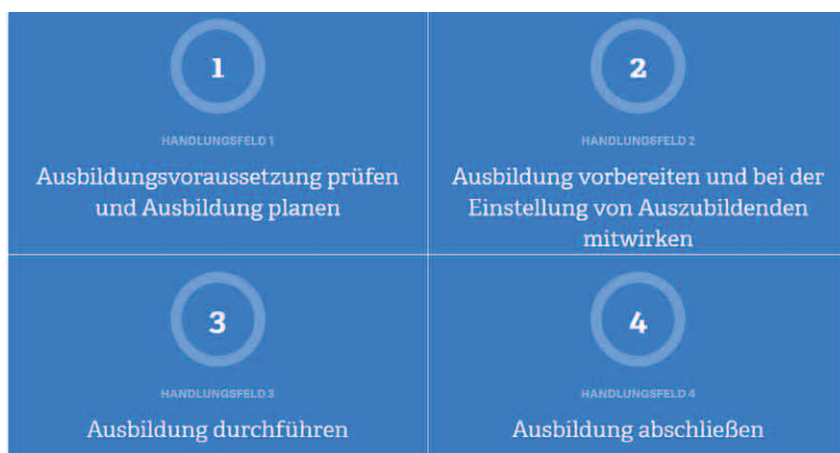 1
HANDLUNGSFELD 1
Ausbildungsvoraussetzung prüfen
und Ausbildung planen
2
HANDLUNGSFELD 2
Ausbildung vorbereiten und bei der
Einstellung von Auszubildenden
mitwirken
3
HANDLUNGSFELD 3
Ausbildung durchführen
4
HANDLUNGSFELD 4
Ausbildung abschließen